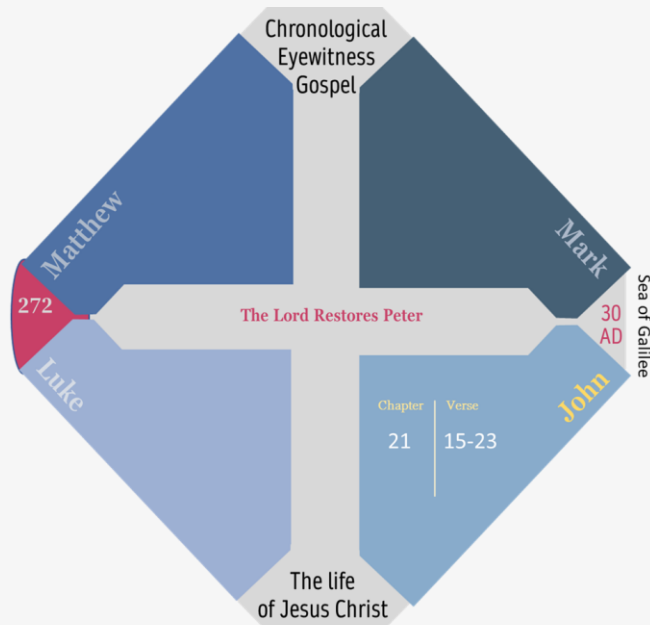 Chronological
Eyewitness
Gospel
Matthew
Mark
272
The Lord Restores Peter
30
AD
Sea of Galilee
Luke
John
Chapter
Verse
21
15-23
The life
of Jesus Christ